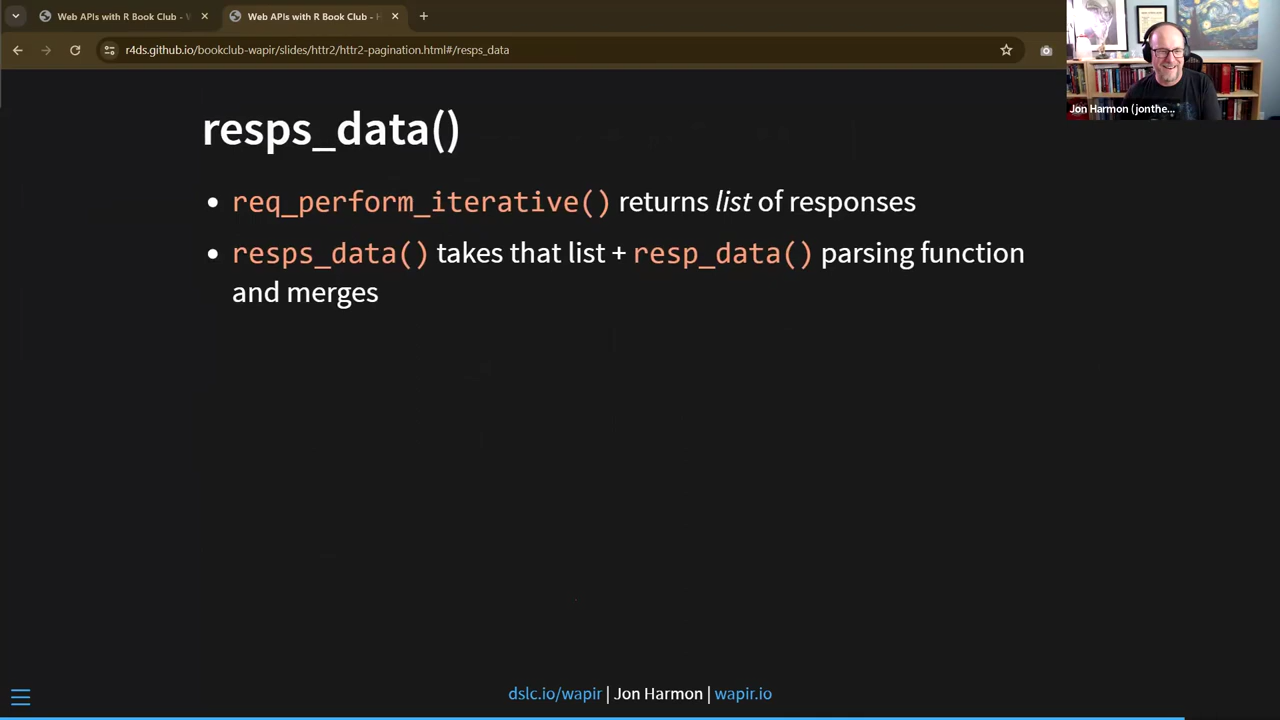 Web APIs with R Book Club - W
Web APIs with R Book Club - H
r4ds.github.io/bookclub-wapir/slides/httr2/httr2-pagination.html#/resps_data
Jon Harmon (jonthe...
resps_data()
• req_perform_iterative() returns list of responses
• resps_data() takes that list + resp_data() parsing function
and merges
dslc.io/wapir | Jon Harmon | wapir.io